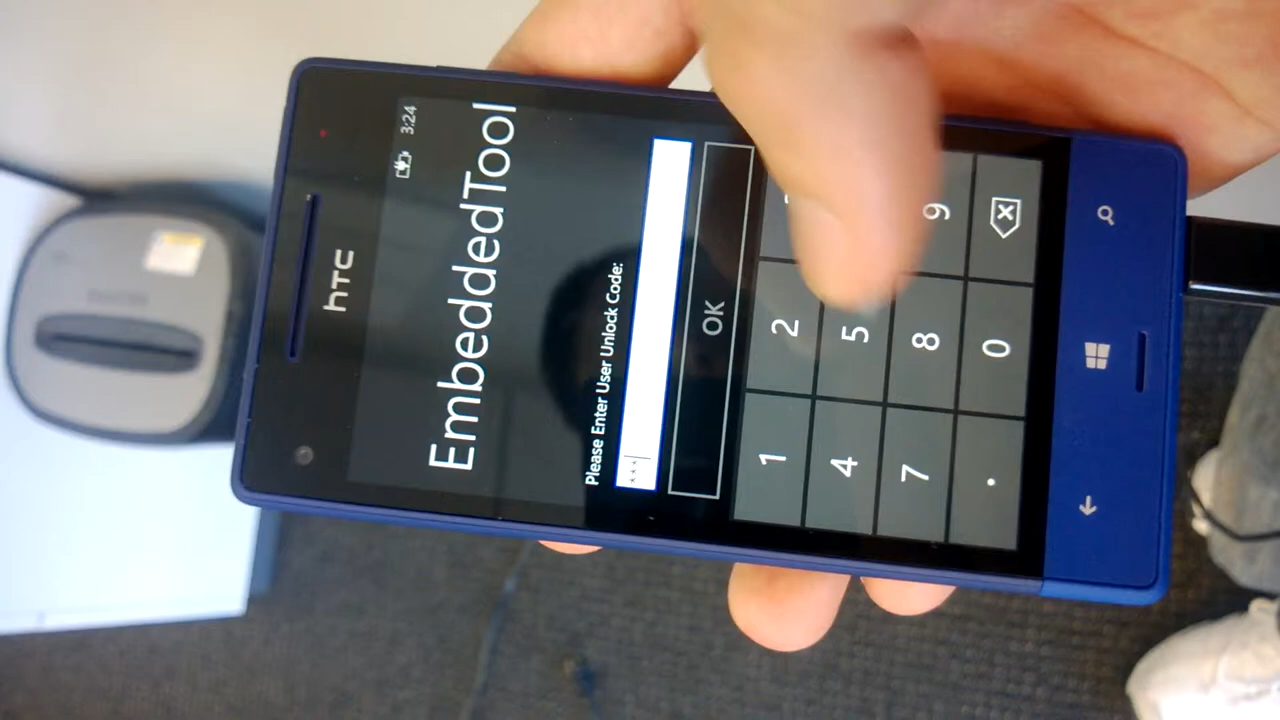 hTC
3:24
EmbeddedTool
Please Enter User Unlock Code:
***
OK
1 2
4 5
7 8 9
. 0